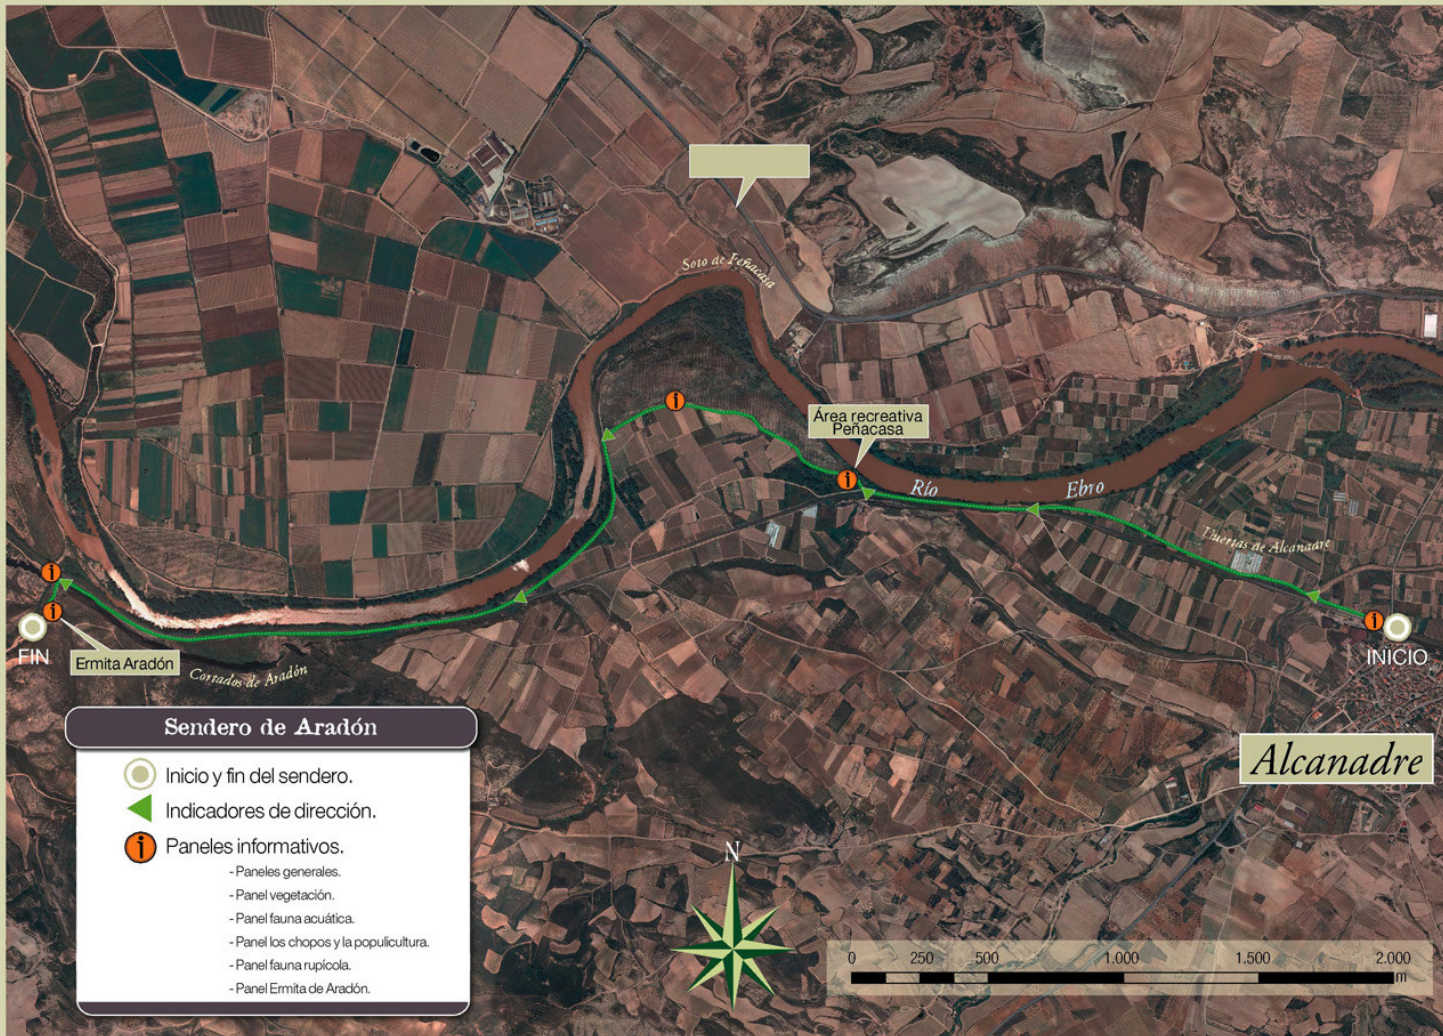 Soto de Peñacasa
Área recreativa
Peñacasa
Río Ebro
Huertas de Alcanadre
INICIO
FIN
Ermita Aradón
Cortados de Aradón
Alcanadre
Sendero de Aradón
Inicio y fin del sendero.
Indicadores de dirección.
i Paneles informativos.
- Paneles generales.
- Panel vegetación.
- Panel fauna acuática.
- Panel los chopos y la populicultura.
- Panel fauna rupícola.
- Panel Ermita de Aradón.
N
0 250 500 1.000 1.500 2.000
m